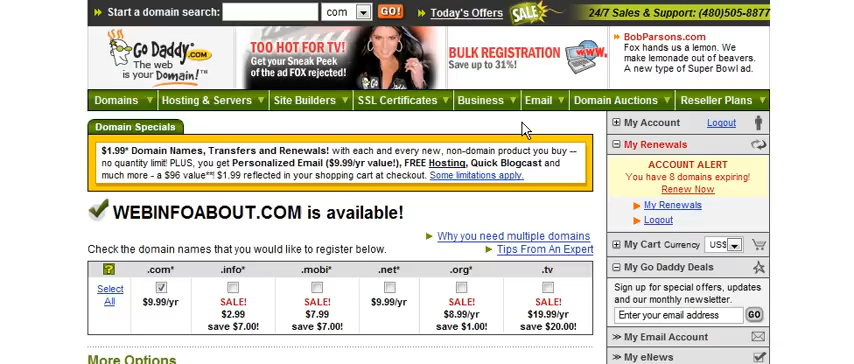 Start a domain search: com GO! Today's Offers SALE 24/7 Sales & Support: (480)505-8877
Go Daddy.COM
The web
is your Domain!™
TOO HOT FOR TV!
Get your Sneak Peek
of the ad FOX rejected!
BULK REGISTRATION
Save up to 31%!
www.
BobParsons.com
Fox hands us a lemon. We
make lemonade out of beavers.
A new type of Super Bowl ad.
Domains Hosting & Servers Site Builders SSL Certificates Business Email Domain Auctions Reseller Plans
Domain Specials
$1.99* Domain Names, Transfers and Renewals! with each and every new, non-domain product you buy --
no quantity limit! PLUS, you get Personalized Email ($9.99/yr value!), FREE Hosting, Quick Blogcast and
much more - a $96 value**! $1.99 reflected in your shopping cart at checkout. Some limitations apply.
WEBINFOABOUT.COM is available!
Why you need multiple domains
Check the domain names that you would like to register below.
Tips From An Expert
? .com* .info* .mobi* .net* .org* .tv
Select
All
$9.99/yr SALE! SALE! $9.99/yr SALE! SALE!
$2.99 $7.99 $8.99/yr $19.99/yr
save $7.00! save $7.00! save $1.00! save $20.00!
More Options
My Account Logout
My Renewals
ACCOUNT ALERT
You have 8 domains expiring!
Renew Now
My Renewals
Logout
My Cart Currency US$
My Go Daddy Deals
Sign up for special offers, updates
and our monthly newsletter.
Enter your email address GO
My Email Account
My eNews